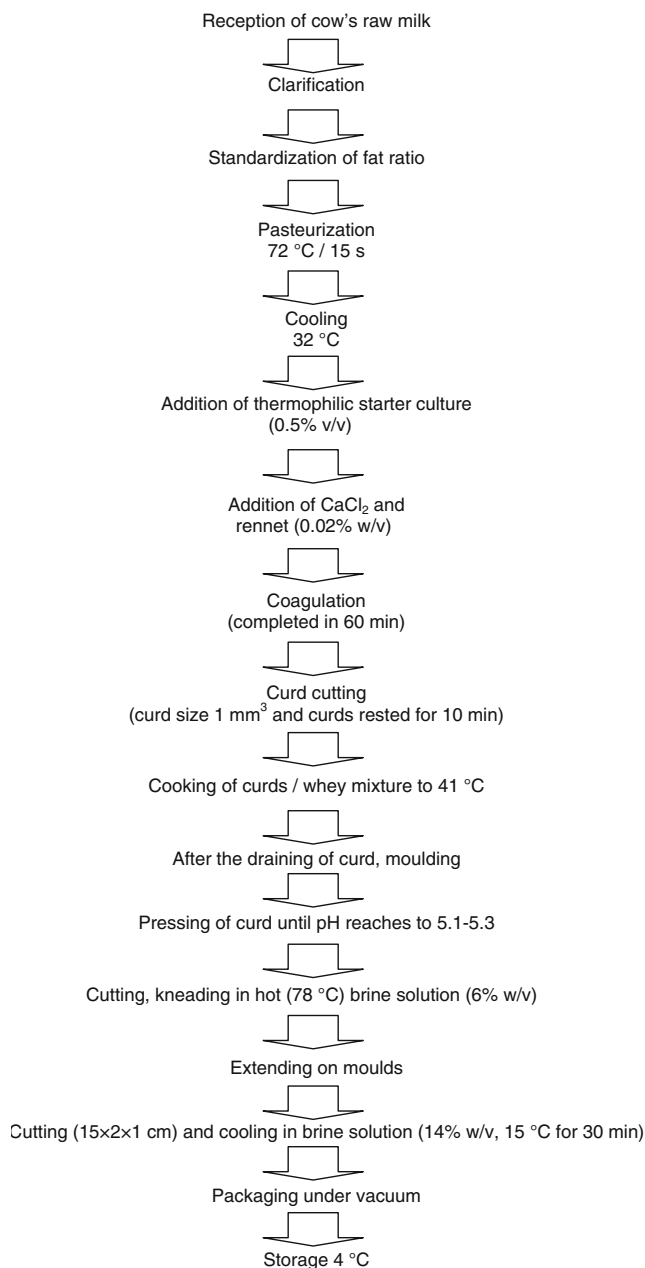 Reception of cow's raw milk
Clarification
Standardization of fat ratio
Pasteurization
72 °C / 15 s
Cooling
32 °C
Addition of thermophilic starter culture
(0.5% v/v)
Addition of CaCl₂ and
rennet (0.02% w/v)
Coagulation
(completed in 60 min)
Curd cutting
(curd size 1 mm³ and curds rested for 10 min)
Cooking of curds / whey mixture to 41 °C
After the draining of curd, moulding
Pressing of curd until pH reaches to 5.1-5.3
Cutting, kneading in hot (78 °C) brine solution (6% w/v)
Extending on moulds
Cutting (15×2×1 cm) and cooling in brine solution (14% w/v, 15 °C for 30 min)
Packaging under vacuum
Storage 4 °C